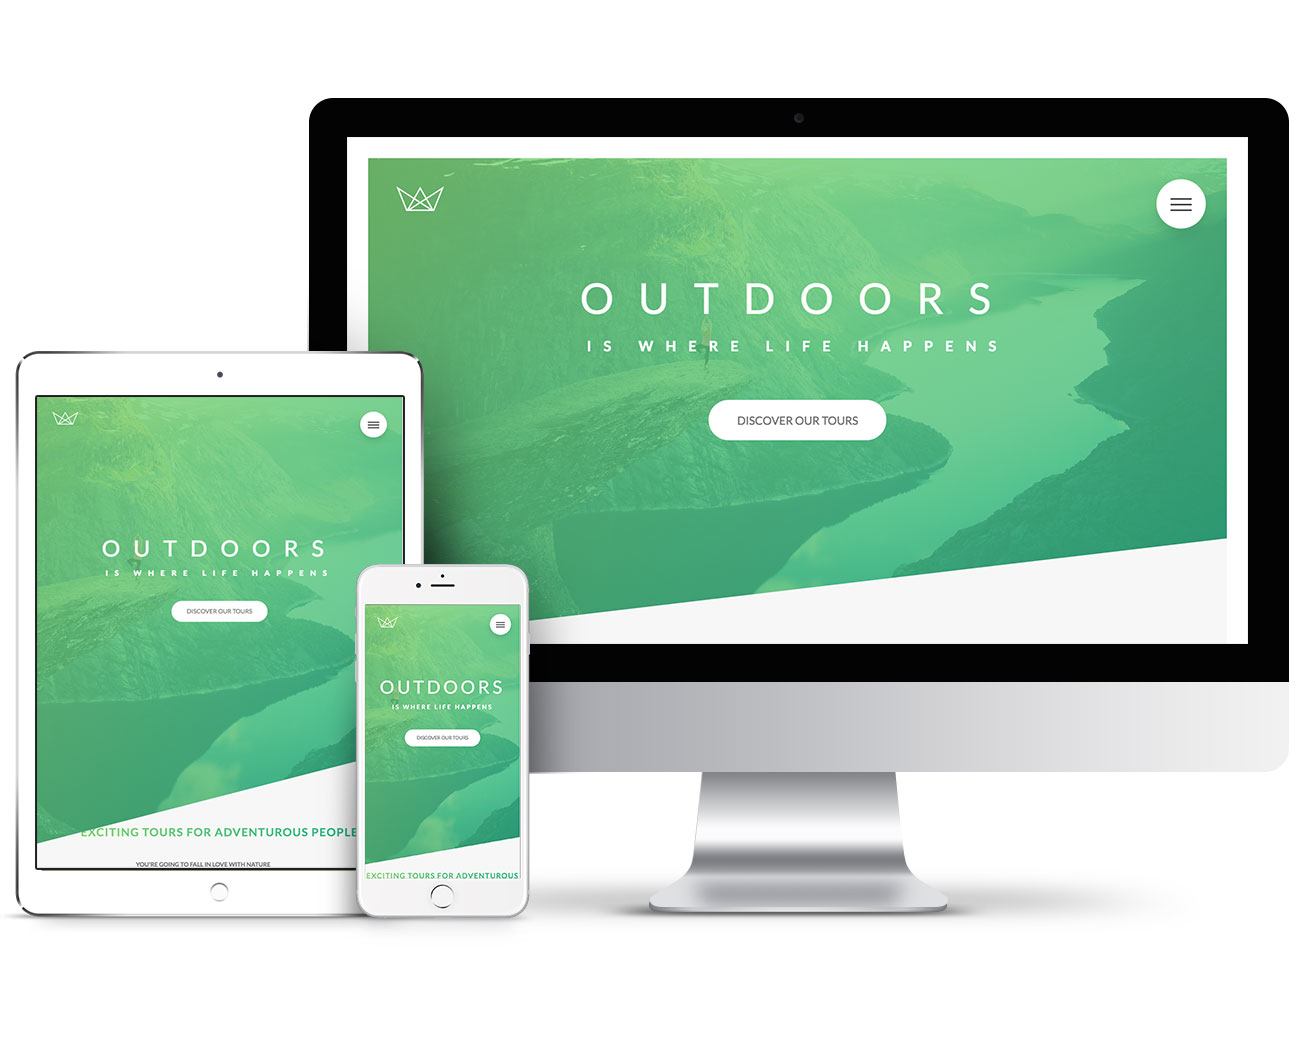 OUTDOORS
IS WHERE LIFE HAPPENS
DISCOVER OUR TOURS
OUTDOORS
IS WHERE LIFE HAPPENS
DISCOVER OUR TOURS
EXCITING TOURS FOR ADVENTUROUS PEOPLE
YOU'RE GOING TO FALL IN LOVE WITH NATURE
OUTDOORS
IS WHERE LIFE HAPPENS
DISCOVER OUR TOURS
EXCITING TOURS FOR ADVENTUROUS